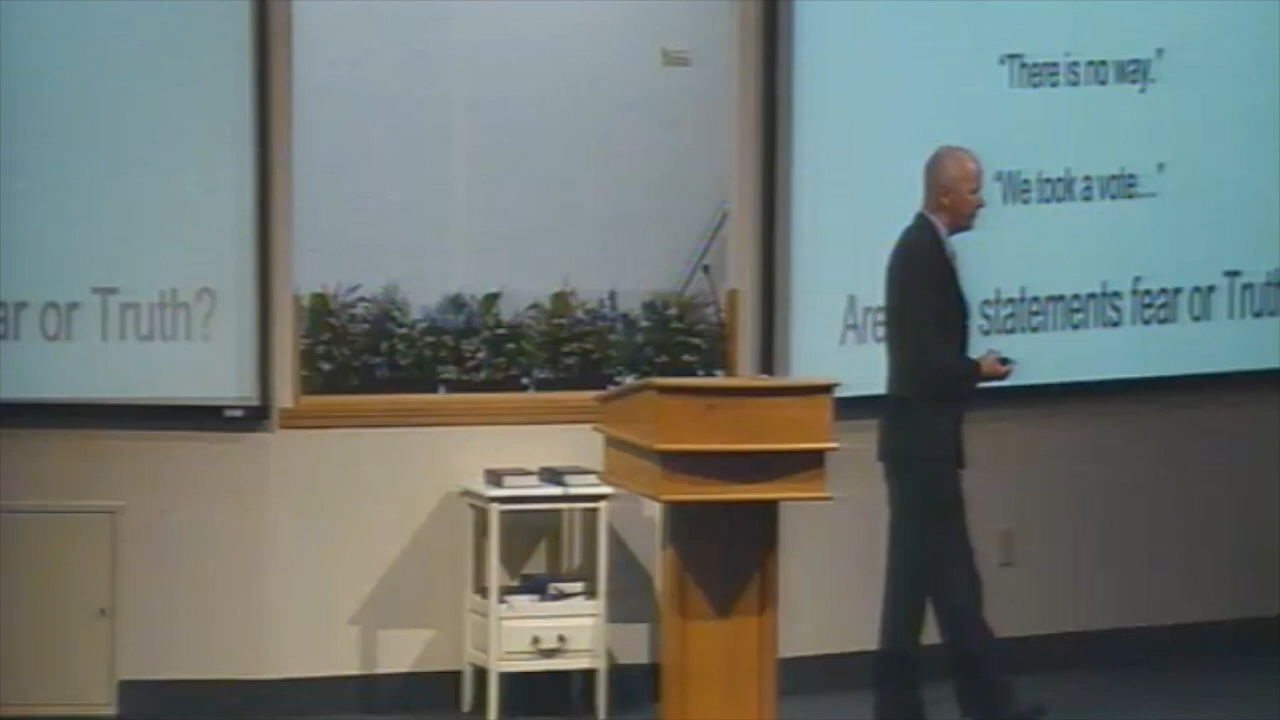 ar or Truth?
"There is no way."
"We took a vote..."
Are statements fear or Trut